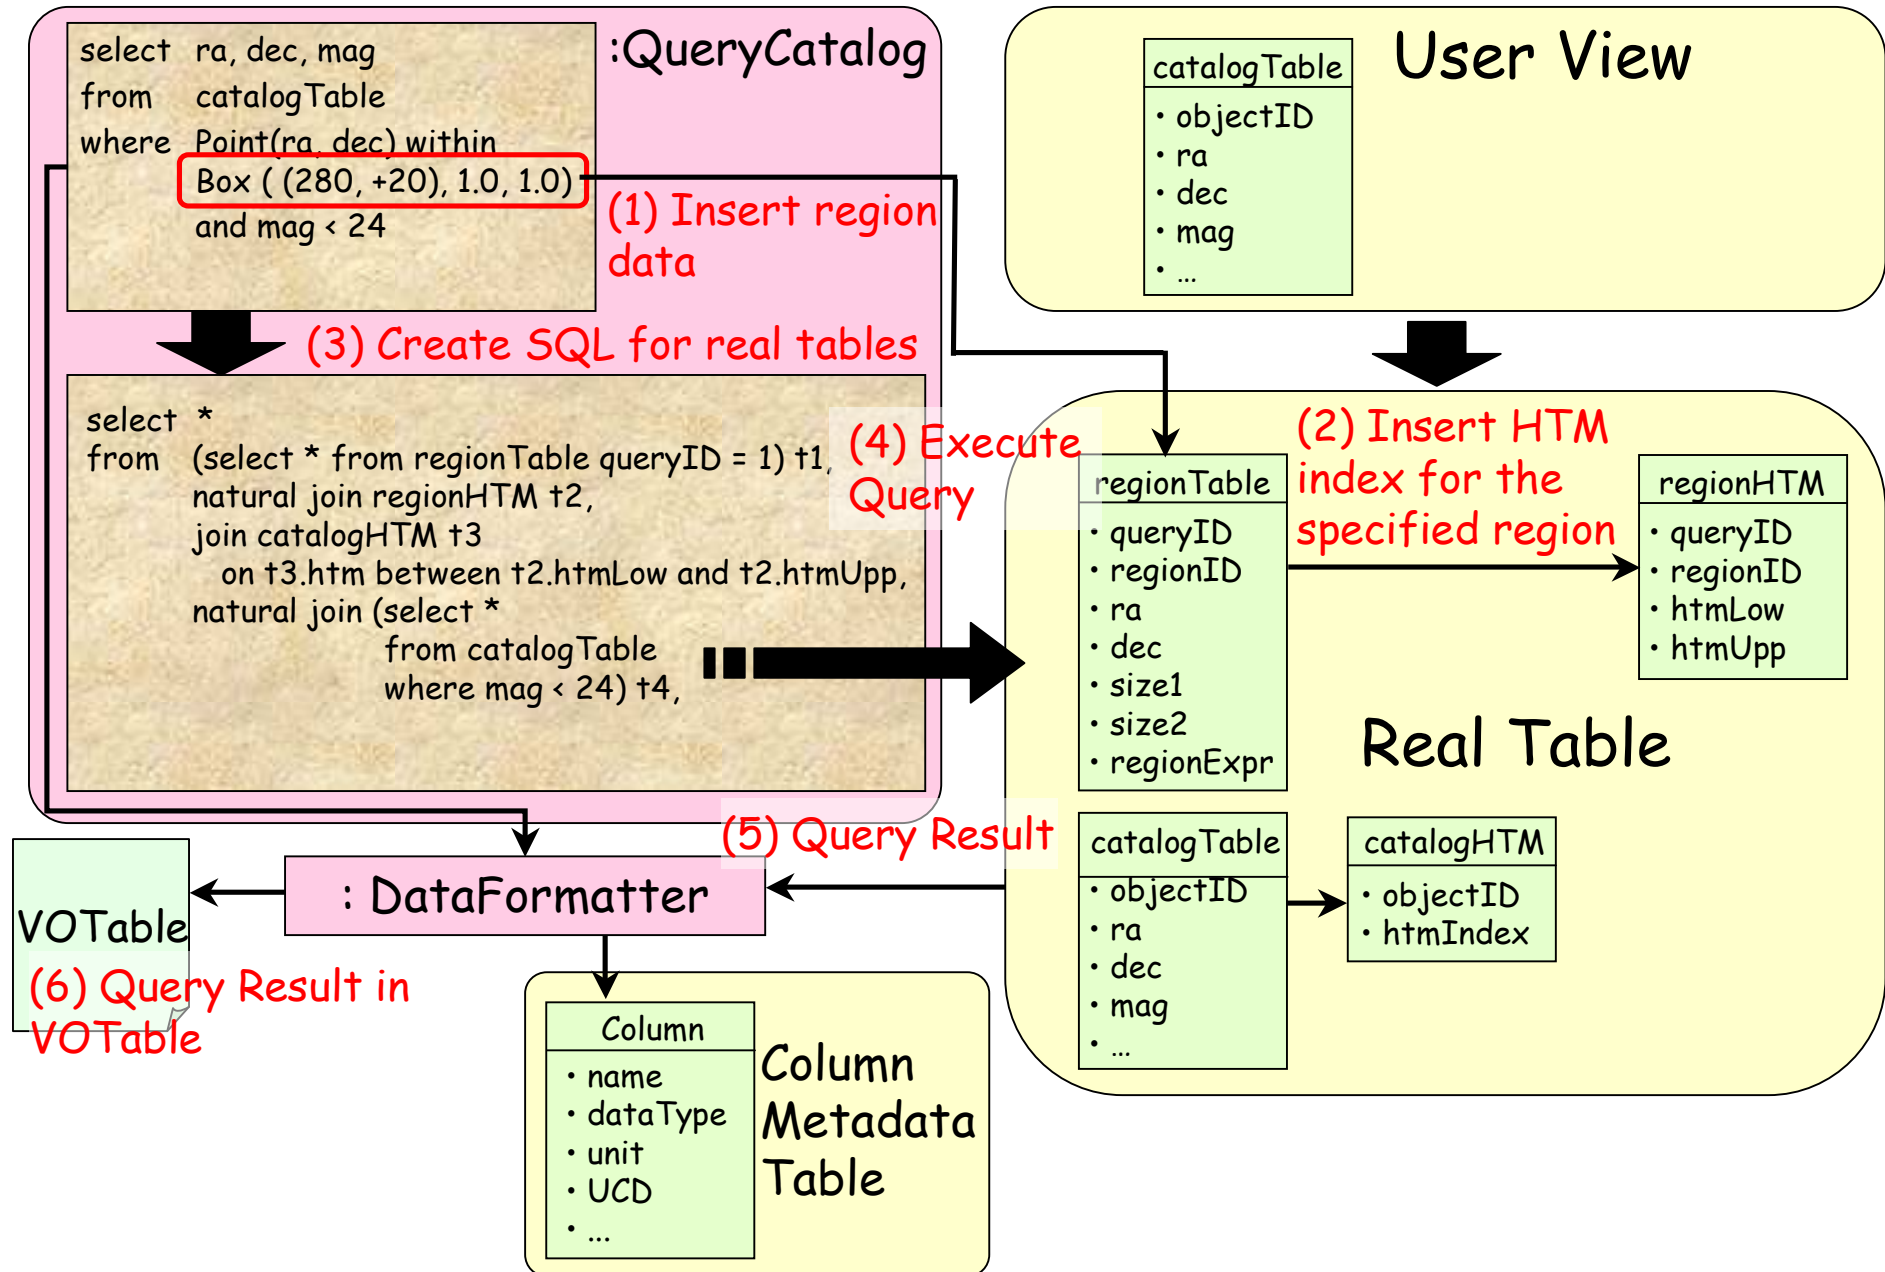 select ra, dec, mag
from catalogTable
where Point(ra, dec) within
Box ( (280, +20), 1.0, 1.0)
and mag < 24
:QueryCatalog
(1) Insert region
data
(3) Create SQL for real tables
select *
from (select * from regionTable queryID = 1) t1,
natural join regionHTM t2,
join catalogHTM t3
on t3.htm between t2.htmLow and t2.htmUpp,
natural join (select *
from catalogTable
where mag < 24) t4,
(4) Execute
Query
User View
catalogTable
・objectID
・ra
・dec
・mag
・...
(2) Insert HTM
index for the
specified region
regionTable
・queryID
・regionID
・ra
・dec
・size1
・size2
・regionExpr
regionHTM
・queryID
・regionID
・htmLow
・htmUpp
Real Table
catalogTable
・objectID
・ra
・dec
・mag
・...
catalogHTM
・objectID
・htmIndex
(5) Query Result
: DataFormatter
VOTable
(6) Query Result in
VOTable
Column
・name
・dataType
・unit
・UCD
・...
Column
Metadata
Table